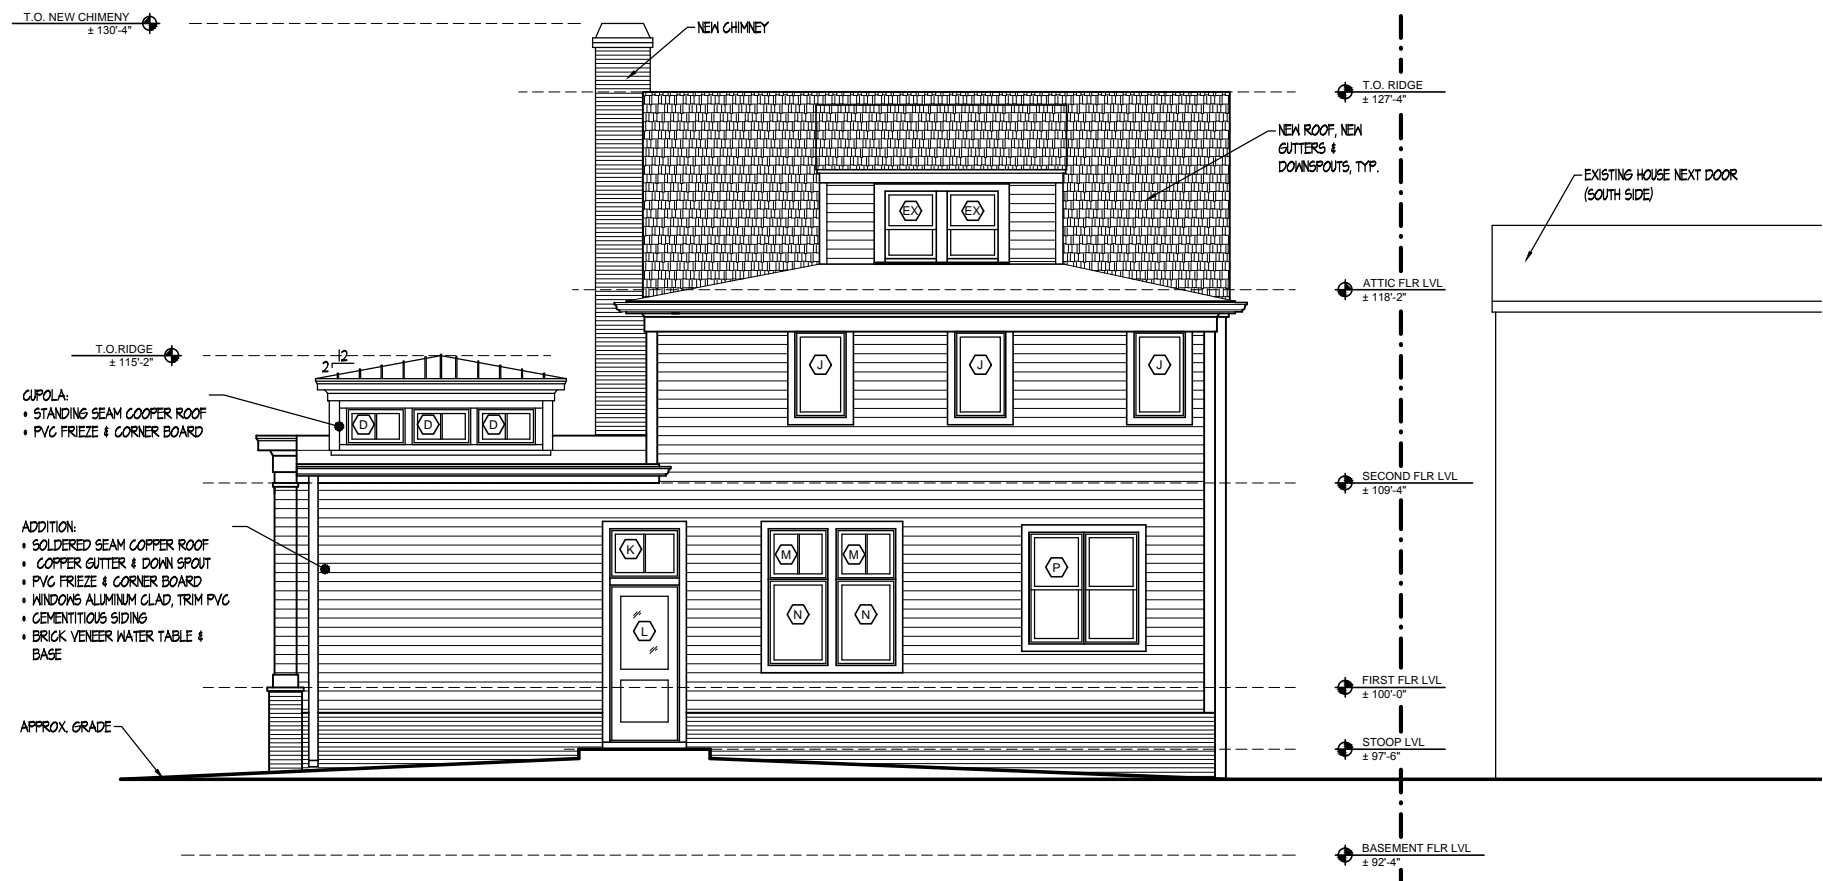 T.O. NEW CHIMENY
± 130'-4"
NEW CHIMNEY
T.O. RIDGE
± 127'-4"
NEW ROOF, NEW
GUTTERS &
DOWNSPOUTS, TYP.
EXISTING HOUSE NEXT DOOR
(SOUTH SIDE)
EX
EX
ATTIC FLR LVL
± 118'-2"
T.O.RIDGE
± 115'-2"
12
2
J
J
J
CUPOLA:
• STANDING SEAM COOPER ROOF
• PVC FRIEZE & CORNER BOARD
D
D
D
SECOND FLR LVL
± 109'-4"
ADDITION:
• SOLDERED SEAM COPPER ROOF
• COPPER GUTTER & DOWN SPOUT
• PVC FRIEZE & CORNER BOARD
• WINDOWS ALUMINUM CLAD, TRIM PVC
• CEMENTITIOUS SIDING
• BRICK VENEER WATER TABLE &
BASE
K
M
M
P
L
N
N
FIRST FLR LVL
± 100'-0"
APPROX. GRADE
STOOP LVL
± 97'-6"
BASEMENT FLR LVL
± 92'-4"